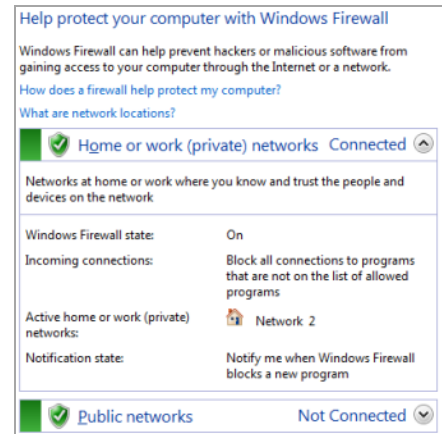 Help protect your computer with Windows Firewall
Windows Firewall can help prevent hackers or malicious software from
gaining access to your computer through the Internet or a network.
How does a firewall help protect my computer?
What are network locations?
Home or work (private) networks Connected
Networks at home or work where you know and trust the people and
devices on the network
Windows Firewall state: On
Incoming connections: Block all connections to programs
that are not on the list of allowed
programs
Active home or work (private) Network 2
networks:
Notification state: Notify me when Windows Firewall
blocks a new program
Public networks Not Connected